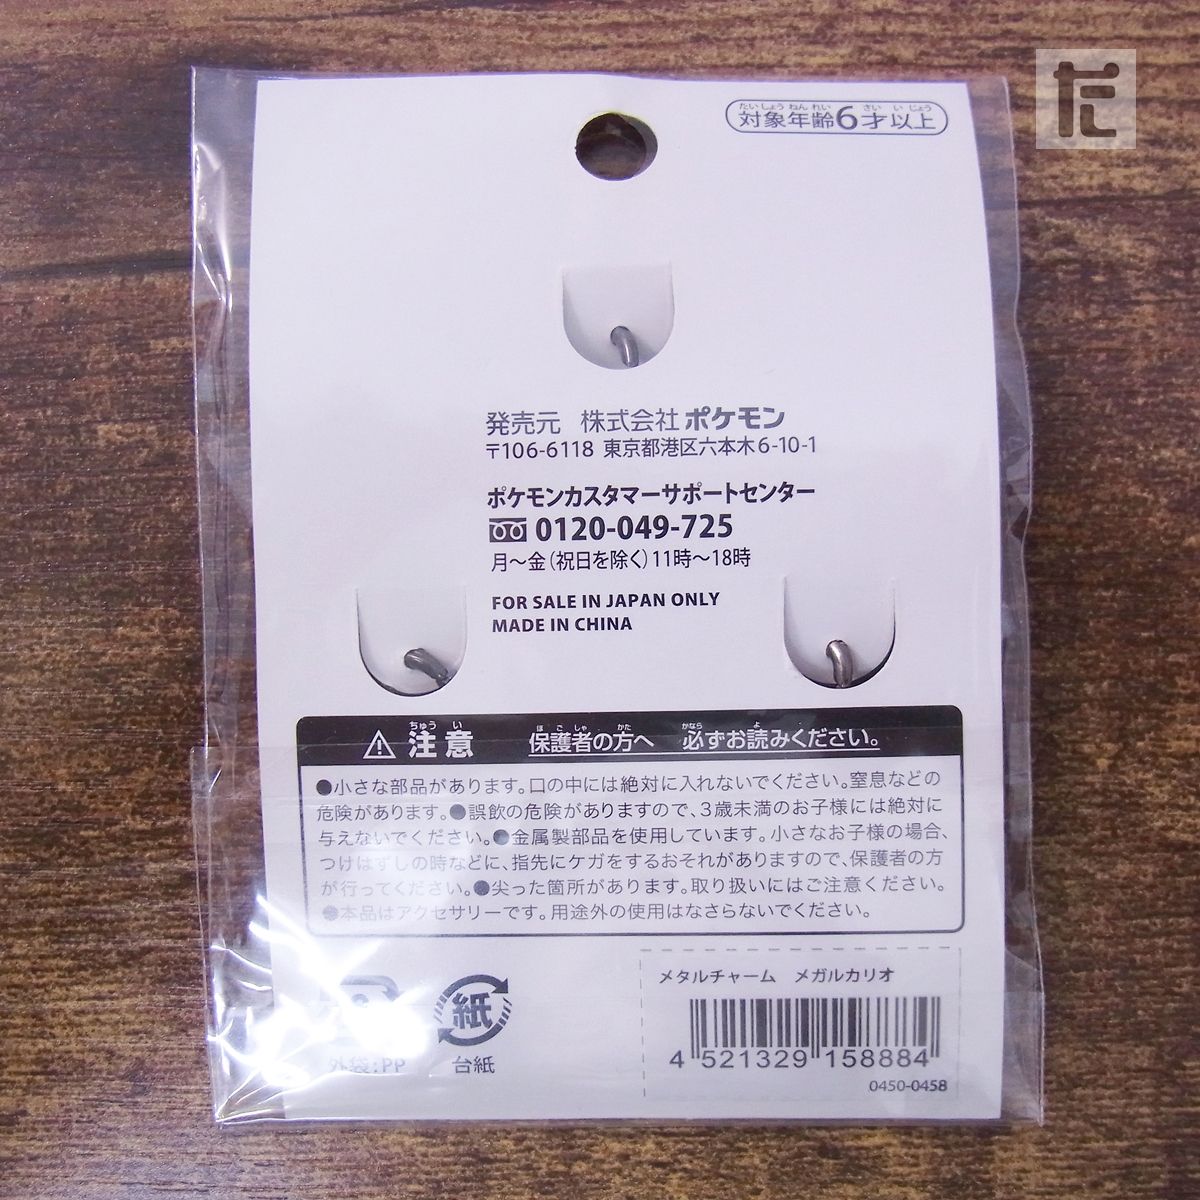 たいしょうねんれい さいいじょう
対象年齢6才以上
発売元 株式会社 ポケモン
〒106-6118 東京都港区六本木6-10-1
ポケモンカスタマーサポートセンター
0120-049-725
月〜金(祝日を除く)11時〜18時
FOR SALE IN JAPAN ONLY
MADE IN CHINA
ちゅうい ほごしゃ かた かなら よ
注意 保護者の方へ 必ずお読みください。
●小さな部品があります。口の中には絶対に入れないでください。窒息などの
危険があります。●誤飲の危険がありますので、3歳未満のお子様には絶対に
与えないでください。●金属製部品を使用しています。小さなお子様の場合、
つけはずしの時などに、指先にケガをするおそれがありますので、保護者の方
が行ってください。●尖った箇所があります。取り扱いにはご注意ください。
●本品はアクセサリーです。用途外の使用はなさらないでください。
メタルチャーム メガルカリオ
紙
外袋:PP
台紙
4 521329 158884
0450-0458